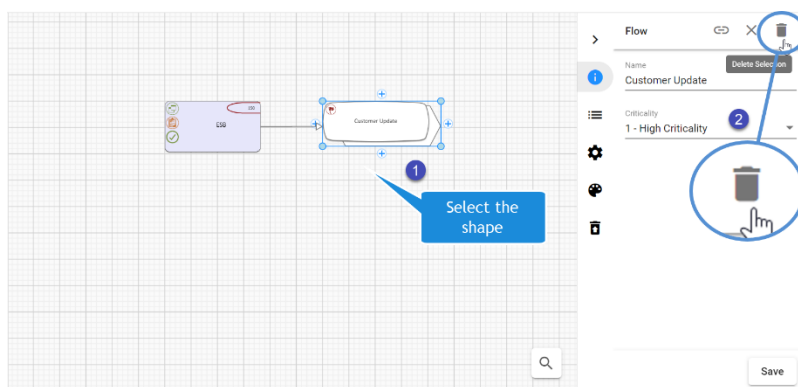 Flow
Delete Selection
Name
Customer Update
Criticality
1 - High Criticality
2
ESB
Customer Update
1
Select the
shape
Save